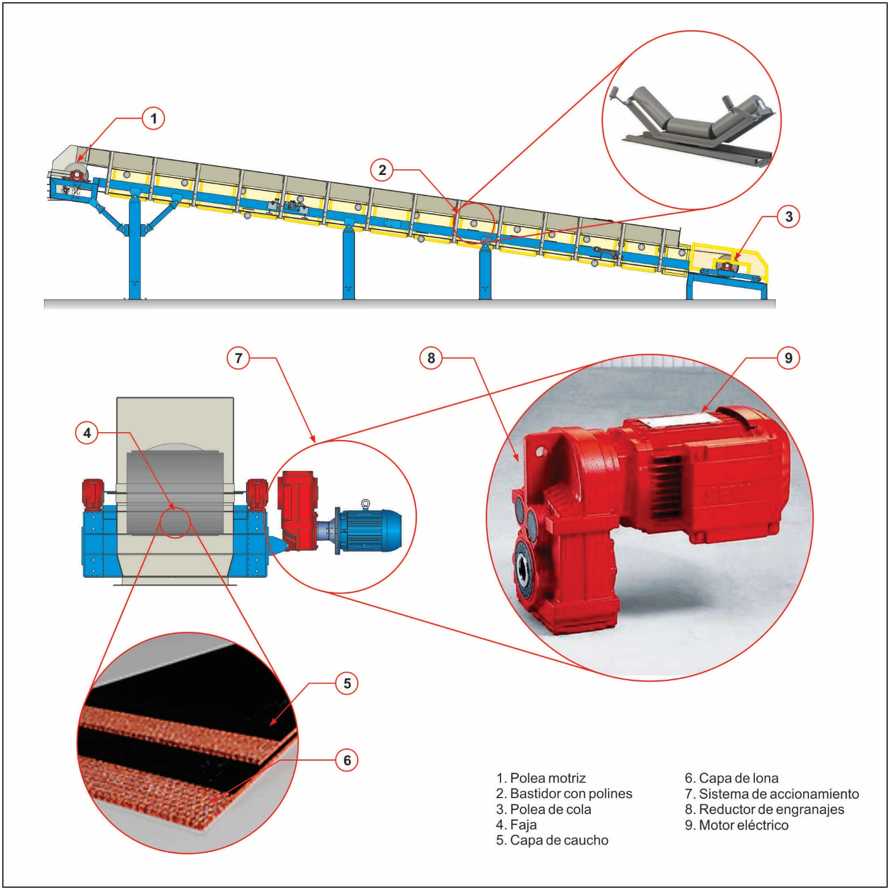 1
2
3
7
8
9
4
5
6
1. Polea motriz
2. Bastidor con polines
3. Polea de cola
4. Faja
5. Capa de caucho
6. Capa de lona
7. Sistema de accionamiento
8. Reductor de engranajes
9. Motor eléctrico